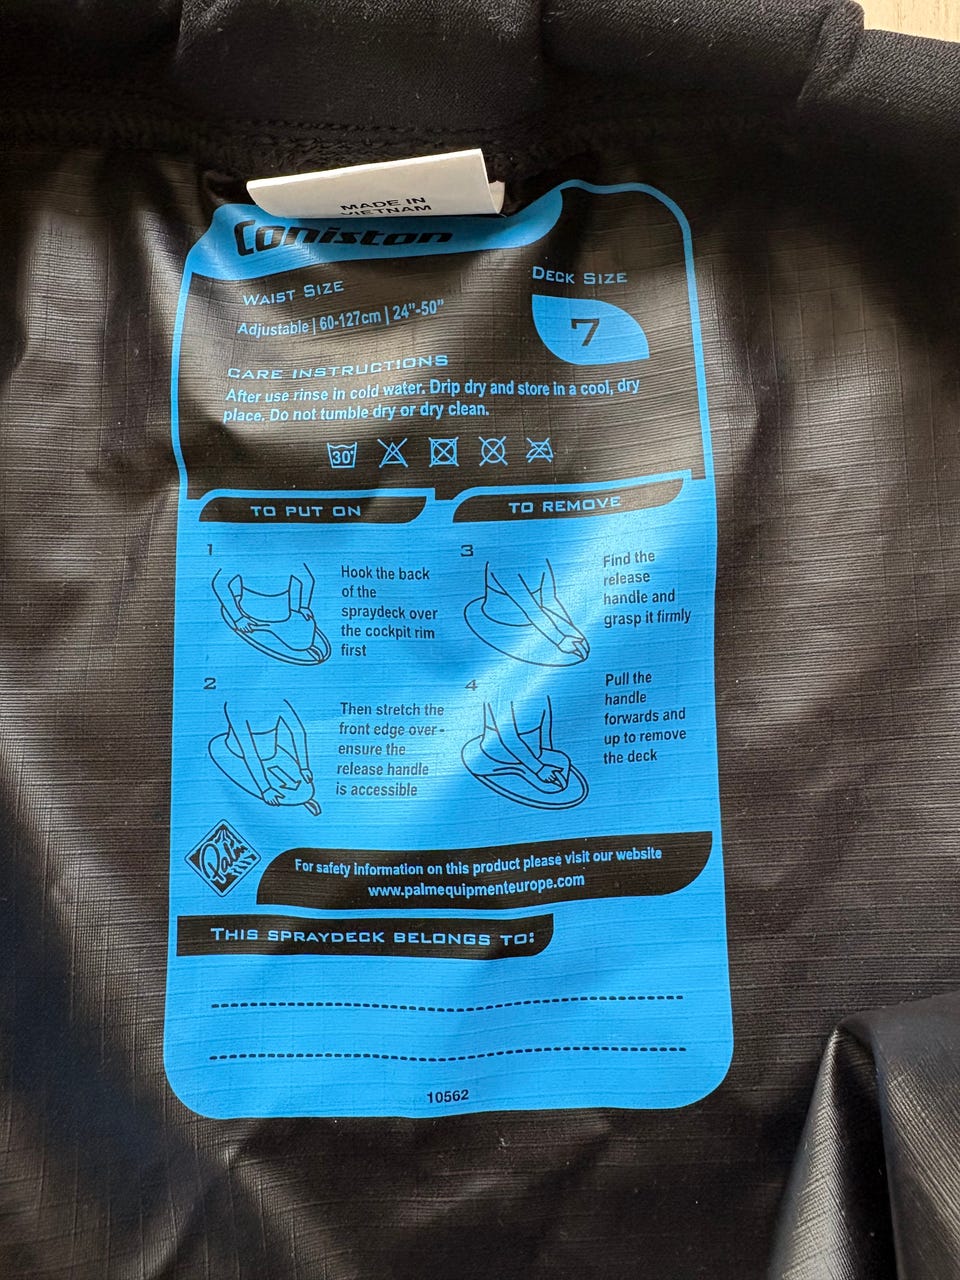 MADE IN
VIETNAM
Coniston
WAIST SIZE
Adjustable | 60-127cm | 24"-50"
DECK SIZE
7
CARE INSTRUCTIONS
After use rinse in cold water. Drip dry and store in a cool, dry
place. Do not tumble dry or dry clean.
30°
TO PUT ON
1
Hook the back
of the
spraydeck over
the cockpit rim
first
2
Then stretch the
front edge over-
ensure the
release handle
is accessible
TO REMOVE
3
Find the
release
handle and
grasp it firmly
4
Pull the
handle
forwards and
up to remove
the deck
Palm
For safety information on this product please visit our website
www.palmequipmenteurope.com
THIS SPRAYDECK BELONGS TO:
10562